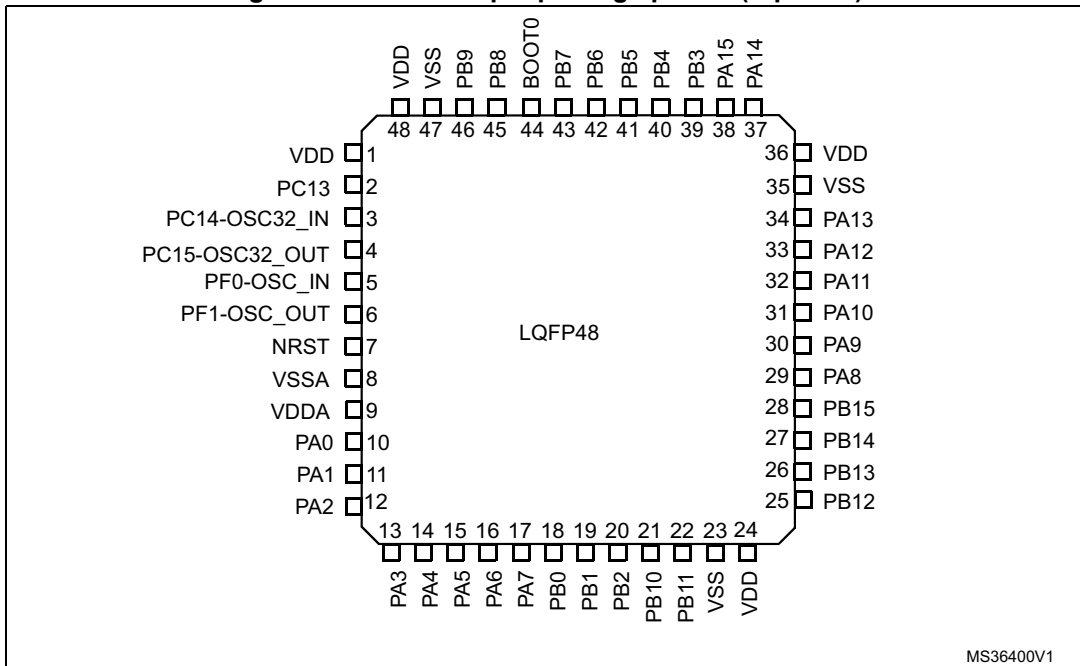 VDD VSS PB9 PB8 BOOT0 PB7 PB6 PB5 PB4 PB3 PA15 PA14
48 47 46 45 44 43 42 41 40 39 38 37
VDD 1 36 VDD
PC13 2 35 VSS
PC14-OSC32_IN 3 34 PA13
PC15-OSC32_OUT 4 33 PA12
PF0-OSC_IN 5 32 PA11
PF1-OSC_OUT 6 31 PA10
LQFP48
NRST 7 30 PA9
VSSA 8 29 PA8
VDDA 9 28 PB15
PA0 10 27 PB14
PA1 11 26 PB13
PA2 12 25 PB12
13 14 15 16 17 18 19 20 21 22 23 24
PA3 PA4 PA5 PA6 PA7 PB0 PB1 PB2 PB10 PB11 VSS VDD
MS36400V1